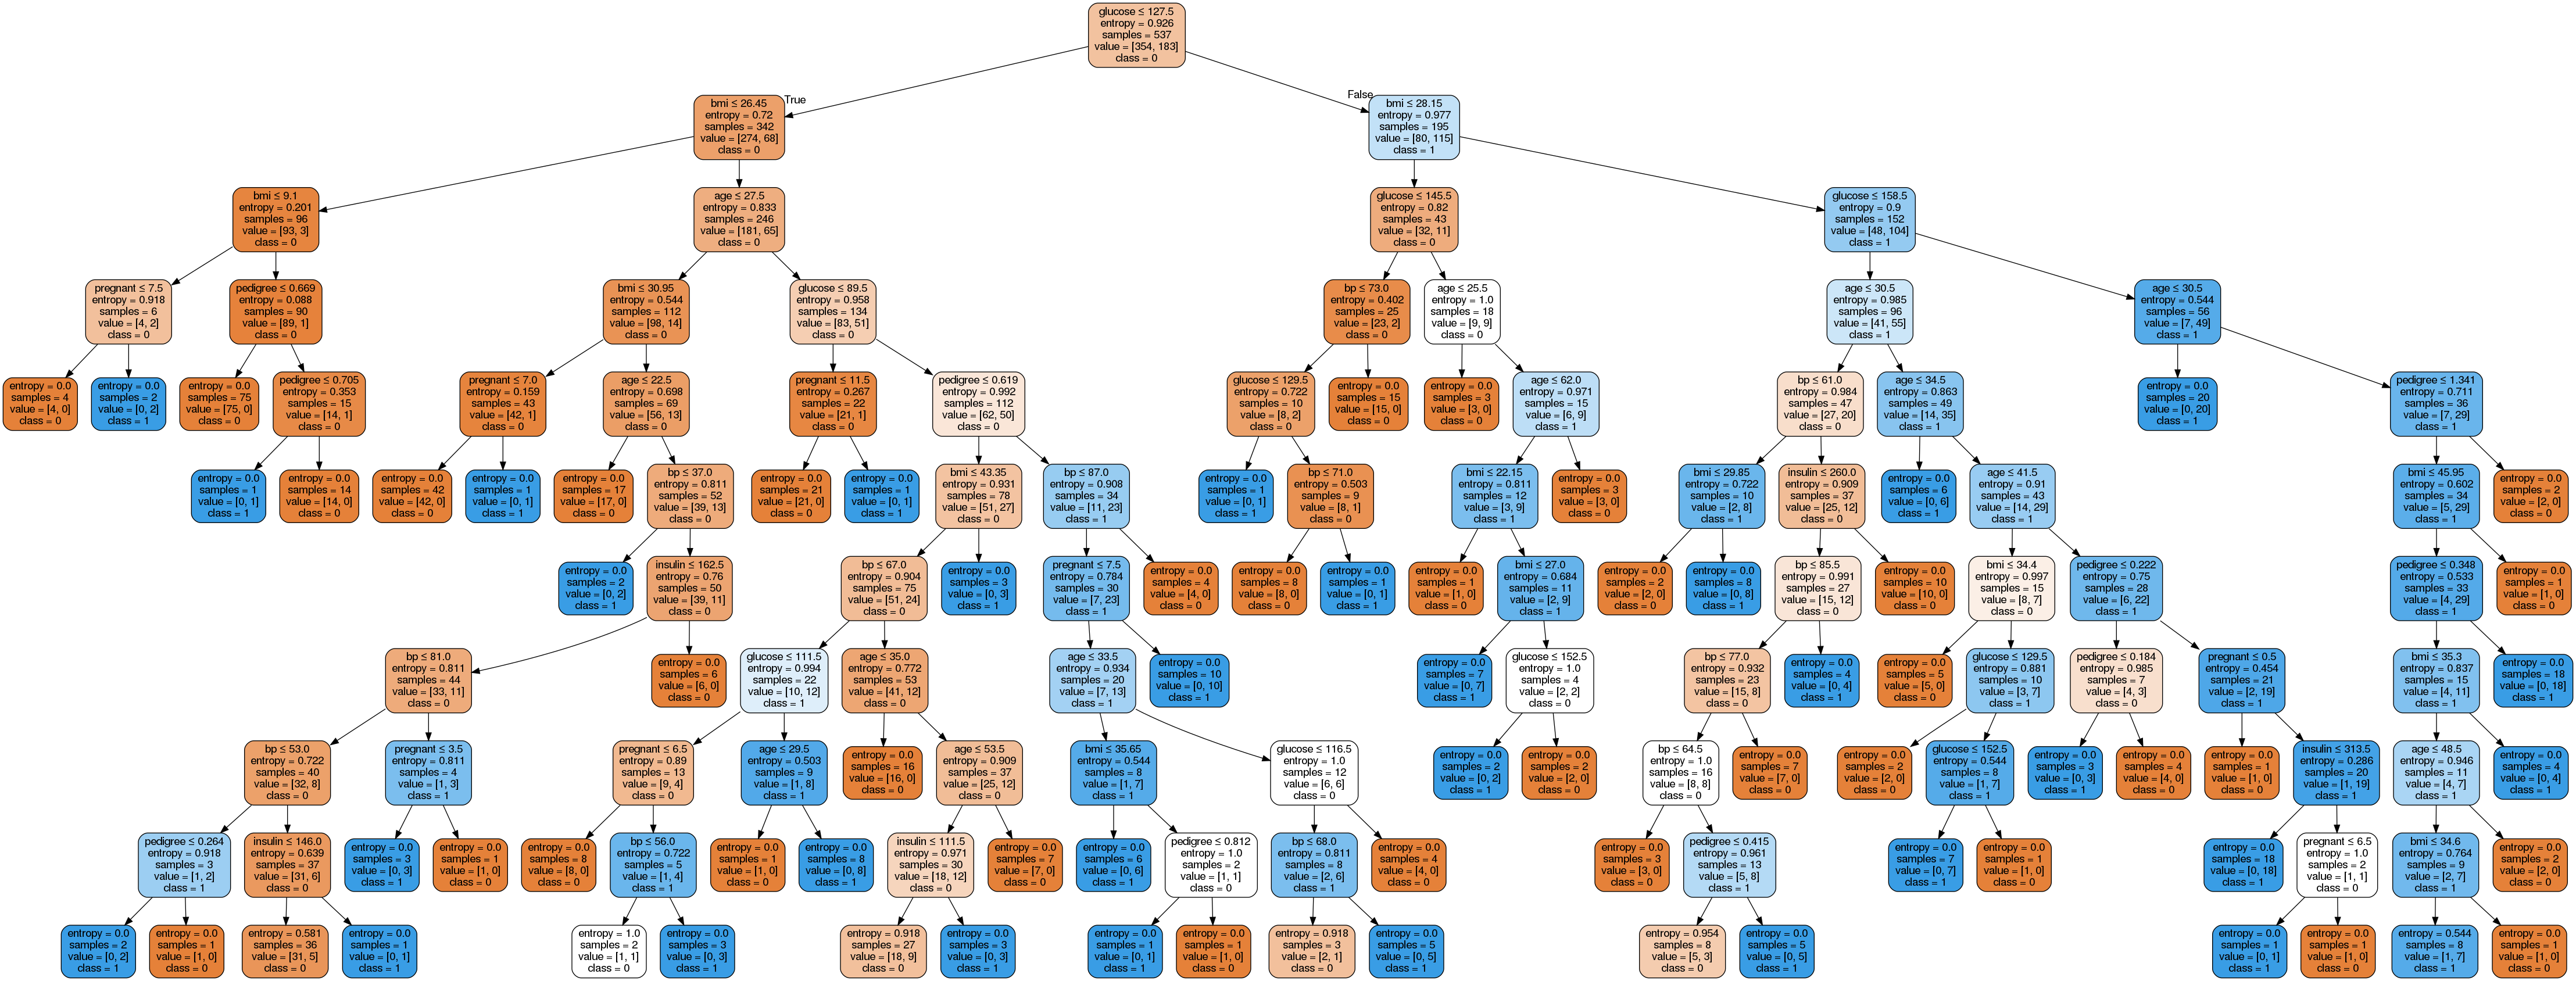 glucose ≤ 127.5
entropy = 0.926
samples = 537
value = [354, 183]
class = 0
True
False
bmi ≤ 26.45
entropy = 0.72
samples = 342
value = [274, 68]
class = 0
bmi ≤ 28.15
entropy = 0.977
samples = 195
value = [80, 115]
class = 1
bmi ≤ 9.1
entropy = 0.201
samples = 96
value = [93, 3]
class = 0
age ≤ 27.5
entropy = 0.833
samples = 246
value = [181, 65]
class = 0
glucose ≤ 145.5
entropy = 0.82
samples = 43
value = [32, 11]
class = 0
glucose ≤ 158.5
entropy = 0.9
samples = 152
value = [48, 104]
class = 1
pregnant ≤ 7.5
entropy = 0.918
samples = 6
value = [4, 2]
class = 0
pedigree ≤ 0.669
entropy = 0.088
samples = 90
value = [89, 1]
class = 0
bmi ≤ 30.95
entropy = 0.544
samples = 112
value = [98, 14]
class = 0
glucose ≤ 89.5
entropy = 0.958
samples = 134
value = [83, 51]
class = 0
bp ≤ 73.0
entropy = 0.402
samples = 25
value = [23, 2]
class = 0
age ≤ 25.5
entropy = 1.0
samples = 18
value = [9, 9]
class = 0
age ≤ 30.5
entropy = 0.985
samples = 96
value = [41, 55]
class = 1
age ≤ 30.5
entropy = 0.544
samples = 56
value = [7, 49]
class = 1
entropy = 0.0
samples = 4
value = [4, 0]
class = 0
entropy = 0.0
samples = 2
value = [0, 2]
class = 1
entropy = 0.0
samples = 75
value = [75, 0]
class = 0
pedigree ≤ 0.705
entropy = 0.353
samples = 15
value = [14, 1]
class = 0
pregnant ≤ 7.0
entropy = 0.159
samples = 43
value = [42, 1]
class = 0
age ≤ 22.5
entropy = 0.698
samples = 69
value = [56, 13]
class = 0
pregnant ≤ 11.5
entropy = 0.267
samples = 22
value = [21, 1]
class = 0
pedigree ≤ 0.619
entropy = 0.992
samples = 112
value = [62, 50]
class = 0
glucose ≤ 129.5
entropy = 0.722
samples = 10
value = [8, 2]
class = 0
entropy = 0.0
samples = 15
value = [15, 0]
class = 0
entropy = 0.0
samples = 3
value = [3, 0]
class = 0
age ≤ 62.0
entropy = 0.971
samples = 15
value = [6, 9]
class = 1
bp ≤ 61.0
entropy = 0.984
samples = 47
value = [27, 20]
class = 0
age ≤ 34.5
entropy = 0.863
samples = 49
value = [14, 35]
class = 1
entropy = 0.0
samples = 20
value = [0, 20]
class = 1
pedigree ≤ 1.341
entropy = 0.711
samples = 36
value = [7, 29]
class = 1
entropy = 0.0
samples = 1
value = [0, 1]
class = 1
entropy = 0.0
samples = 14
value = [14, 0]
class = 0
entropy = 0.0
samples = 42
value = [42, 0]
class = 0
entropy = 0.0
samples = 1
value = [0, 1]
class = 1
entropy = 0.0
samples = 17
value = [17, 0]
class = 0
bp ≤ 37.0
entropy = 0.811
samples = 52
value = [39, 13]
class = 0
entropy = 0.0
samples = 21
value = [21, 0]
class = 0
entropy = 0.0
samples = 1
value = [0, 1]
class = 1
bmi ≤ 43.35
entropy = 0.931
samples = 78
value = [51, 27]
class = 0
bp ≤ 87.0
entropy = 0.908
samples = 34
value = [11, 23]
class = 1
entropy = 0.0
samples = 1
value = [0, 1]
class = 1
bp ≤ 71.0
entropy = 0.503
samples = 9
value = [8, 1]
class = 0
bmi ≤ 22.15
entropy = 0.811
samples = 12
value = [3, 9]
class = 1
entropy = 0.0
samples = 3
value = [3, 0]
class = 0
bmi ≤ 29.85
entropy = 0.722
samples = 10
value = [2, 8]
class = 1
insulin ≤ 260.0
entropy = 0.909
samples = 37
value = [25, 12]
class = 0
entropy = 0.0
samples = 6
value = [0, 6]
class = 1
age ≤ 41.5
entropy = 0.91
samples = 43
value = [14, 29]
class = 1
bmi ≤ 45.95
entropy = 0.602
samples = 34
value = [5, 29]
class = 1
entropy = 0.0
samples = 2
value = [2, 0]
class = 0
entropy = 0.0
samples = 2
value = [0, 2]
class = 1
insulin ≤ 162.5
entropy = 0.76
samples = 50
value = [39, 11]
class = 0
bp ≤ 67.0
entropy = 0.904
samples = 75
value = [51, 24]
class = 0
entropy = 0.0
samples = 3
value = [0, 3]
class = 1
pregnant ≤ 7.5
entropy = 0.784
samples = 30
value = [7, 23]
class = 1
entropy = 0.0
samples = 4
value = [4, 0]
class = 0
entropy = 0.0
samples = 8
value = [8, 0]
class = 0
entropy = 0.0
samples = 1
value = [0, 1]
class = 1
entropy = 0.0
samples = 1
value = [1, 0]
class = 0
bmi ≤ 27.0
entropy = 0.684
samples = 11
value = [2, 9]
class = 1
entropy = 0.0
samples = 2
value = [2, 0]
class = 0
entropy = 0.0
samples = 8
value = [0, 8]
class = 1
bp ≤ 85.5
entropy = 0.991
samples = 27
value = [15, 12]
class = 0
entropy = 0.0
samples = 10
value = [10, 0]
class = 0
bmi ≤ 34.4
entropy = 0.997
samples = 15
value = [8, 7]
class = 0
pedigree ≤ 0.222
entropy = 0.75
samples = 28
value = [6, 22]
class = 1
pedigree ≤ 0.348
entropy = 0.533
samples = 33
value = [4, 29]
class = 1
entropy = 0.0
samples = 1
value = [1, 0]
class = 0
bp ≤ 81.0
entropy = 0.811
samples = 44
value = [33, 11]
class = 0
entropy = 0.0
samples = 6
value = [6, 0]
class = 0
glucose ≤ 111.5
entropy = 0.994
samples = 22
value = [10, 12]
class = 1
age ≤ 35.0
entropy = 0.772
samples = 53
value = [41, 12]
class = 0
age ≤ 33.5
entropy = 0.934
samples = 20
value = [7, 13]
class = 1
entropy = 0.0
samples = 10
value = [0, 10]
class = 1
entropy = 0.0
samples = 7
value = [0, 7]
class = 1
glucose ≤ 152.5
entropy = 1.0
samples = 4
value = [2, 2]
class = 0
bp ≤ 77.0
entropy = 0.932
samples = 23
value = [15, 8]
class = 0
entropy = 0.0
samples = 4
value = [0, 4]
class = 1
entropy = 0.0
samples = 5
value = [5, 0]
class = 0
glucose ≤ 129.5
entropy = 0.881
samples = 10
value = [3, 7]
class = 1
pedigree ≤ 0.184
entropy = 0.985
samples = 7
value = [4, 3]
class = 0
pregnant ≤ 0.5
entropy = 0.454
samples = 21
value = [2, 19]
class = 1
bmi ≤ 35.3
entropy = 0.837
samples = 15
value = [4, 11]
class = 1
entropy = 0.0
samples = 18
value = [0, 18]
class = 1
bp ≤ 53.0
entropy = 0.722
samples = 40
value = [32, 8]
class = 0
pregnant ≤ 3.5
entropy = 0.811
samples = 4
value = [1, 3]
class = 1
pregnant ≤ 6.5
entropy = 0.89
samples = 13
value = [9, 4]
class = 0
age ≤ 29.5
entropy = 0.503
samples = 9
value = [1, 8]
class = 1
entropy = 0.0
samples = 16
value = [16, 0]
class = 0
age ≤ 53.5
entropy = 0.909
samples = 37
value = [25, 12]
class = 0
bmi ≤ 35.65
entropy = 0.544
samples = 8
value = [1, 7]
class = 1
glucose ≤ 116.5
entropy = 1.0
samples = 12
value = [6, 6]
class = 0
entropy = 0.0
samples = 2
value = [0, 2]
class = 1
entropy = 0.0
samples = 2
value = [2, 0]
class = 0
bp ≤ 64.5
entropy = 1.0
samples = 16
value = [8, 8]
class = 0
entropy = 0.0
samples = 7
value = [7, 0]
class = 0
entropy = 0.0
samples = 2
value = [2, 0]
class = 0
glucose ≤ 152.5
entropy = 0.544
samples = 8
value = [1, 7]
class = 1
entropy = 0.0
samples = 3
value = [0, 3]
class = 1
entropy = 0.0
samples = 4
value = [4, 0]
class = 0
entropy = 0.0
samples = 1
value = [1, 0]
class = 0
insulin ≤ 313.5
entropy = 0.286
samples = 20
value = [1, 19]
class = 1
age ≤ 48.5
entropy = 0.946
samples = 11
value = [4, 7]
class = 1
entropy = 0.0
samples = 4
value = [0, 4]
class = 1
pedigree ≤ 0.264
entropy = 0.918
samples = 3
value = [1, 2]
class = 1
insulin ≤ 146.0
entropy = 0.639
samples = 37
value = [31, 6]
class = 0
entropy = 0.0
samples = 3
value = [0, 3]
class = 1
entropy = 0.0
samples = 1
value = [1, 0]
class = 0
entropy = 0.0
samples = 8
value = [8, 0]
class = 0
bp ≤ 56.0
entropy = 0.722
samples = 5
value = [1, 4]
class = 1
entropy = 0.0
samples = 1
value = [1, 0]
class = 0
entropy = 0.0
samples = 8
value = [0, 8]
class = 1
insulin ≤ 111.5
entropy = 0.971
samples = 30
value = [18, 12]
class = 0
entropy = 0.0
samples = 7
value = [7, 0]
class = 0
entropy = 0.0
samples = 6
value = [0, 6]
class = 1
pedigree ≤ 0.812
entropy = 1.0
samples = 2
value = [1, 1]
class = 0
bp ≤ 68.0
entropy = 0.811
samples = 8
value = [2, 6]
class = 1
entropy = 0.0
samples = 4
value = [4, 0]
class = 0
entropy = 0.0
samples = 3
value = [3, 0]
class = 0
pedigree ≤ 0.415
entropy = 0.961
samples = 13
value = [5, 8]
class = 1
entropy = 0.0
samples = 7
value = [0, 7]
class = 1
entropy = 0.0
samples = 1
value = [1, 0]
class = 0
entropy = 0.0
samples = 18
value = [0, 18]
class = 1
pregnant ≤ 6.5
entropy = 1.0
samples = 2
value = [1, 1]
class = 0
bmi ≤ 34.6
entropy = 0.764
samples = 9
value = [2, 7]
class = 1
entropy = 0.0
samples = 2
value = [2, 0]
class = 0
entropy = 0.0
samples = 2
value = [0, 2]
class = 1
entropy = 0.0
samples = 1
value = [1, 0]
class = 0
entropy = 0.581
samples = 36
value = [31, 5]
class = 0
entropy = 0.0
samples = 1
value = [0, 1]
class = 1
entropy = 1.0
samples = 2
value = [1, 1]
class = 0
entropy = 0.0
samples = 3
value = [0, 3]
class = 1
entropy = 0.918
samples = 27
value = [18, 9]
class = 0
entropy = 0.0
samples = 3
value = [0, 3]
class = 1
entropy = 0.0
samples = 1
value = [0, 1]
class = 1
entropy = 0.0
samples = 1
value = [1, 0]
class = 0
entropy = 0.918
samples = 3
value = [2, 1]
class = 0
entropy = 0.0
samples = 5
value = [0, 5]
class = 1
entropy = 0.954
samples = 8
value = [5, 3]
class = 0
entropy = 0.0
samples = 5
value = [0, 5]
class = 1
entropy = 0.0
samples = 1
value = [0, 1]
class = 1
entropy = 0.0
samples = 1
value = [1, 0]
class = 0
entropy = 0.544
samples = 8
value = [1, 7]
class = 1
entropy = 0.0
samples = 1
value = [1, 0]
class = 0